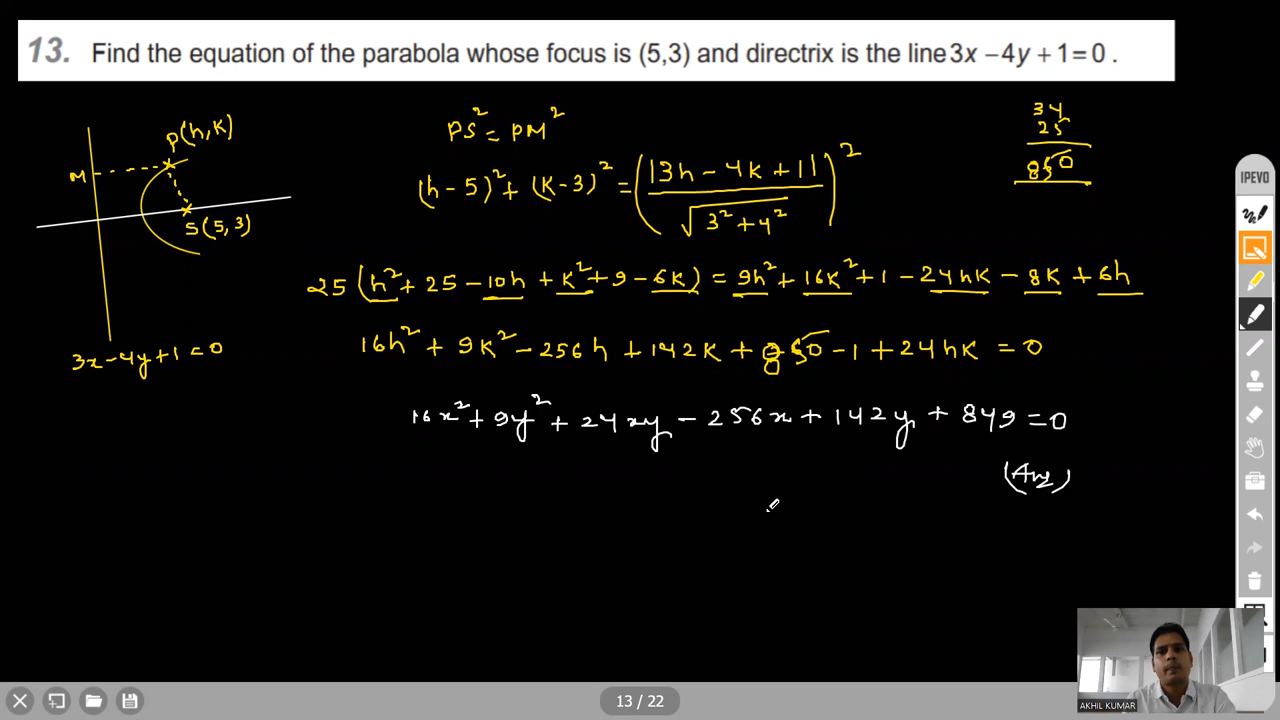 13. Find the equation of the parabola whose focus is (5,3) and directrix is the line 3x − 4y + 1 = 0 .
P(h, k)
M
S(5, 3)
3x − 4y + 1 = 0
PS² = PM²
(h − 5)² + (k − 3)² = (|3h − 4k + 1| / √(3² + 4²))²
34
25
850
25 (h² + 25 − 10h + k² + 9 − 6k) = 9h² + 16k² + 1 − 24hk − 8k + 6h
16h² + 9k² − 256h + 142k + 850 − 1 + 24hk = 0
16x² + 9y² + 24xy − 256x + 142y + 849 = 0
(Ans)
IPEVO
13 / 22
AKHIL KUMAR